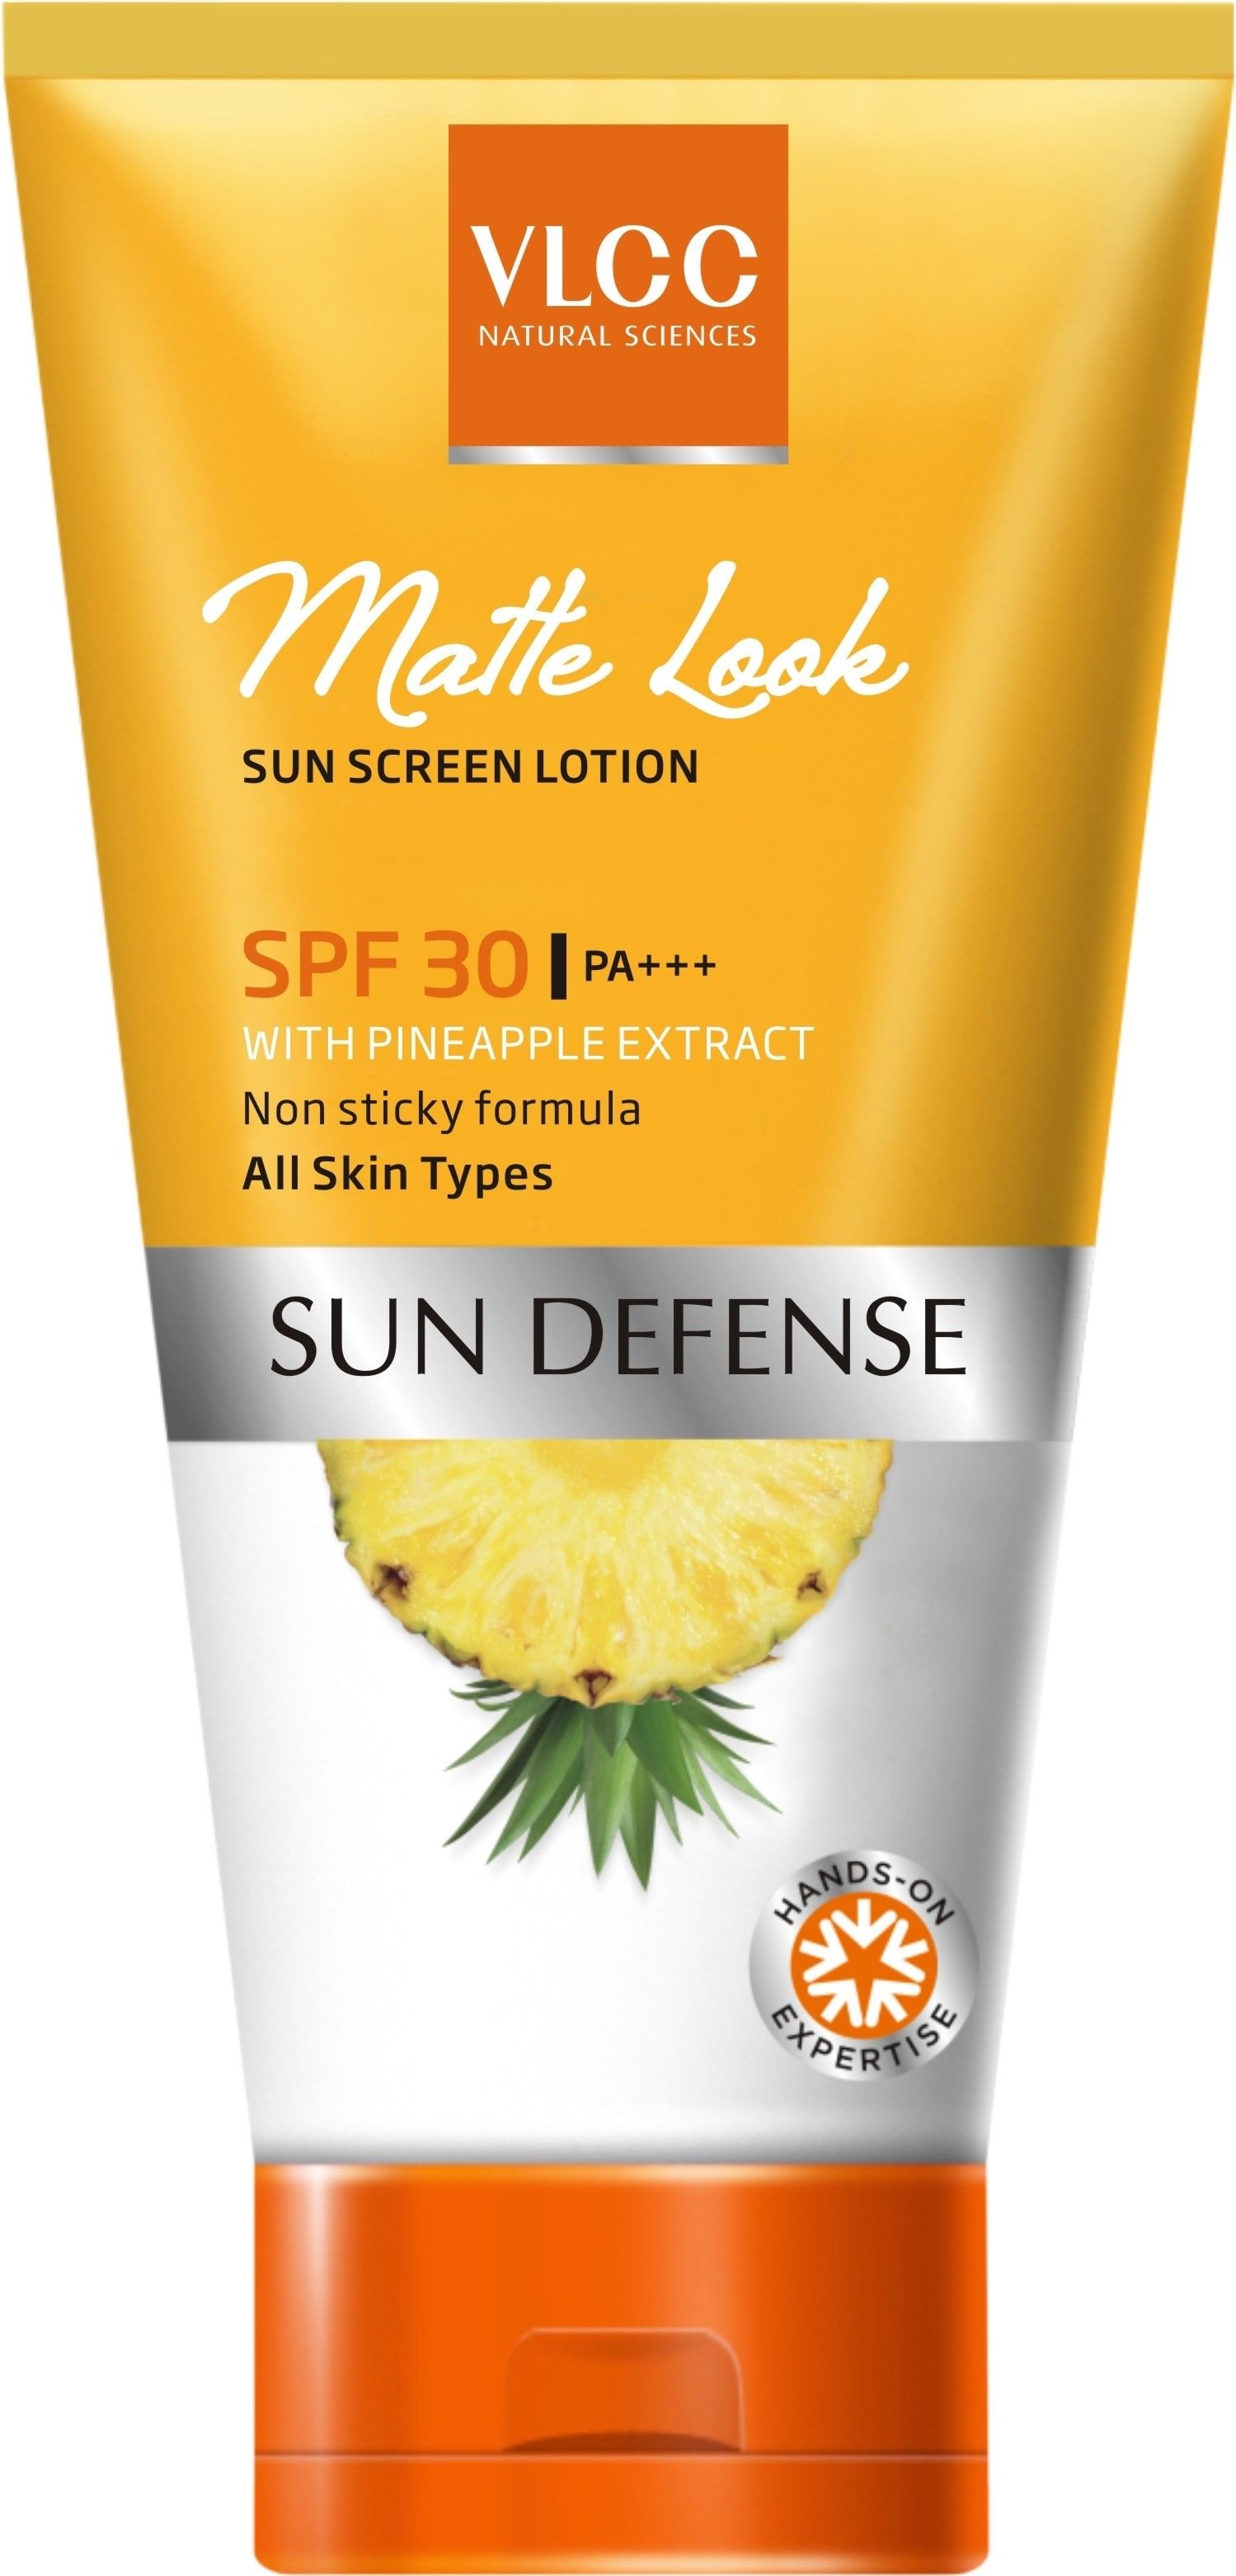 VLCC
NATURAL SCIENCES
Matte Look
SUN SCREEN LOTION
SPF 30 | PA+++
WITH PINEAPPLE EXTRACT
Non sticky formula
All Skin Types
SUN DEFENSE
HANDS-ON
EXPERTISE